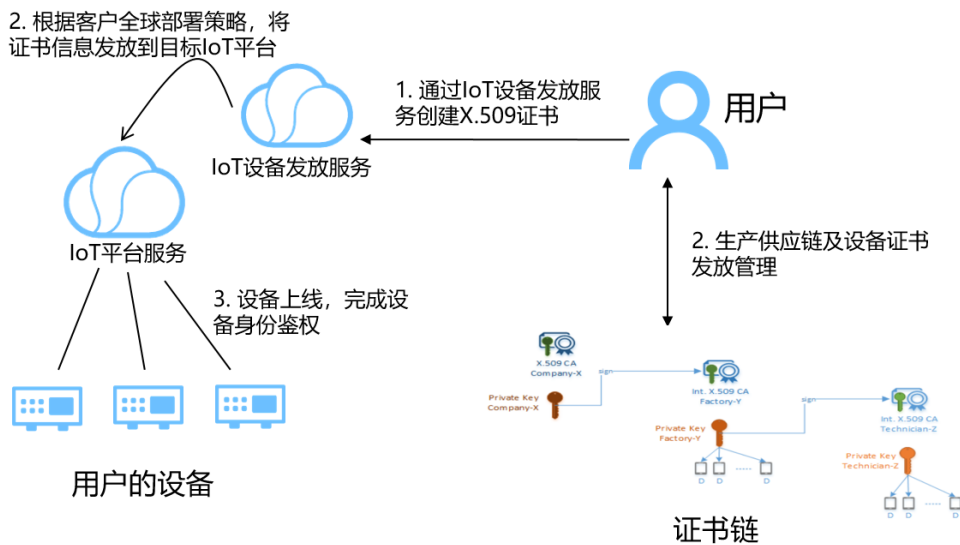 2. 根据客户全球部署策略，将
证书信息发放到目标IoT平台
1. 通过IoT设备发放服
务创建X.509证书
用户
IoT设备发放服务
IoT平台服务
2. 生产供应链及设备证书
发放管理
3. 设备上线，完成设
备身份鉴权
X.509 CA
Company-X
sign
Private Key
Company-X
Int. X.509 CA
Factory-Y
sign
Private Key
Factory-Y
Int. X.509 CA
Technician-Z
Private Key
Technician-Z
D
D
......
D
D
D
......
D
用户的设备
证书链